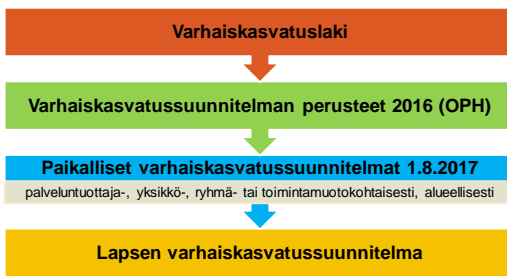 Varhaiskasvatuslaki
Varhaiskasvatussuunnitelman perusteet 2016 (OPH)
Paikalliset varhaiskasvatussuunnitelmat 1.8.2017
palveluntuottaja-, yksikkö-, ryhmä- tai toimintamuotokohtaisesti, alueellisesti
Lapsen varhaiskasvatussuunnitelma